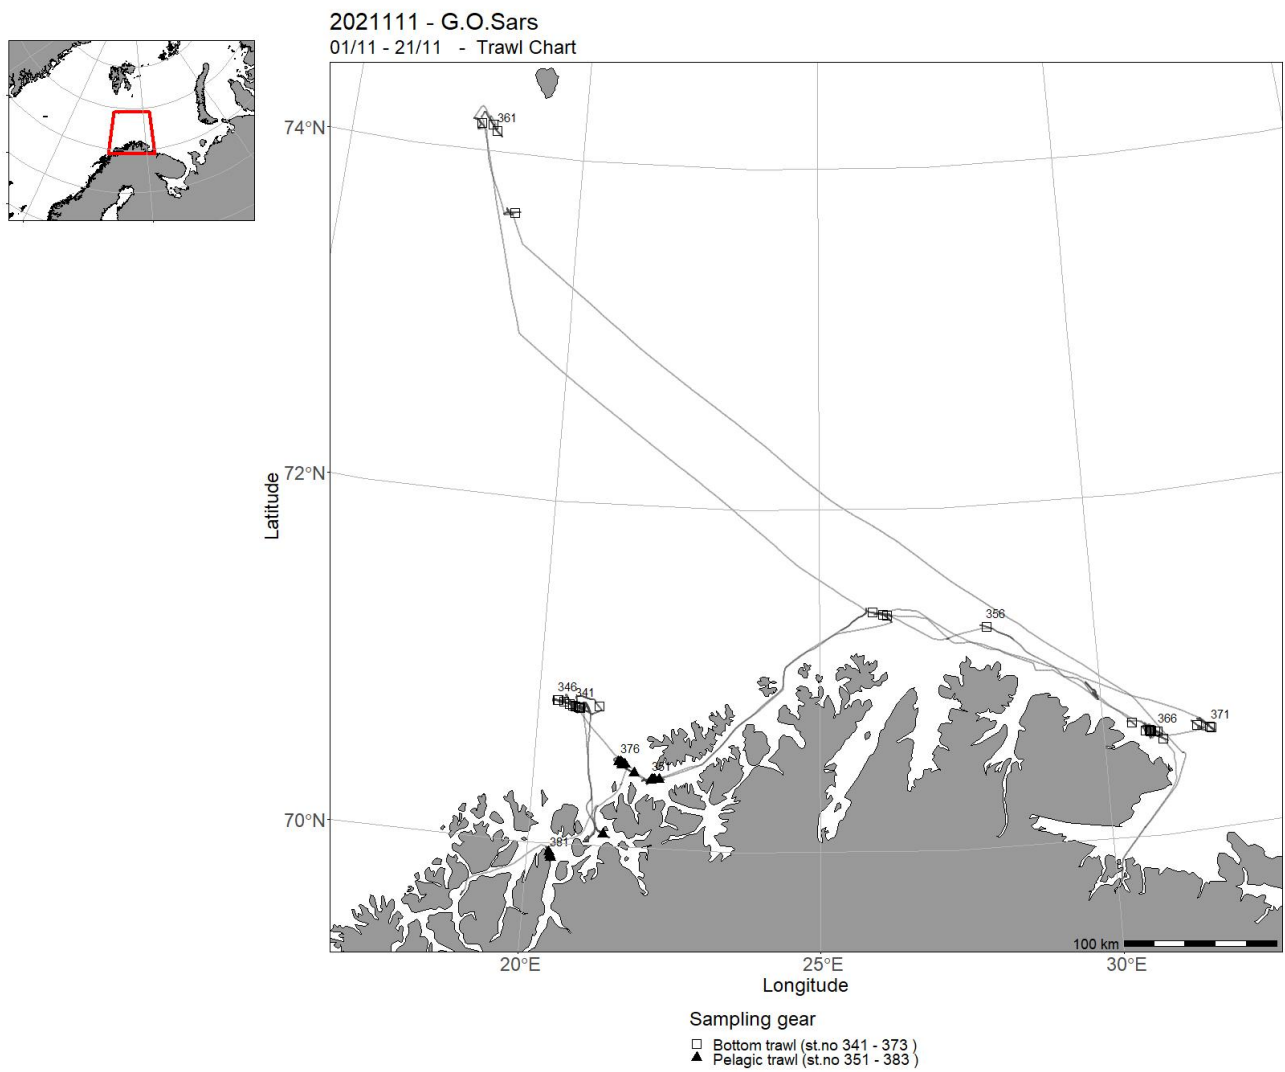 2021111 - G.O.Sars
01/11 - 21/11 - Trawl Chart
361
74°N
72°N
Latitude
356
346
341
366
371
376
351
70°N
381
100 km
20°E
25°E
30°E
Longitude
Sampling gear
Bottom trawl (st.no 341 - 373 )
Pelagic trawl (st.no 351 - 383 )